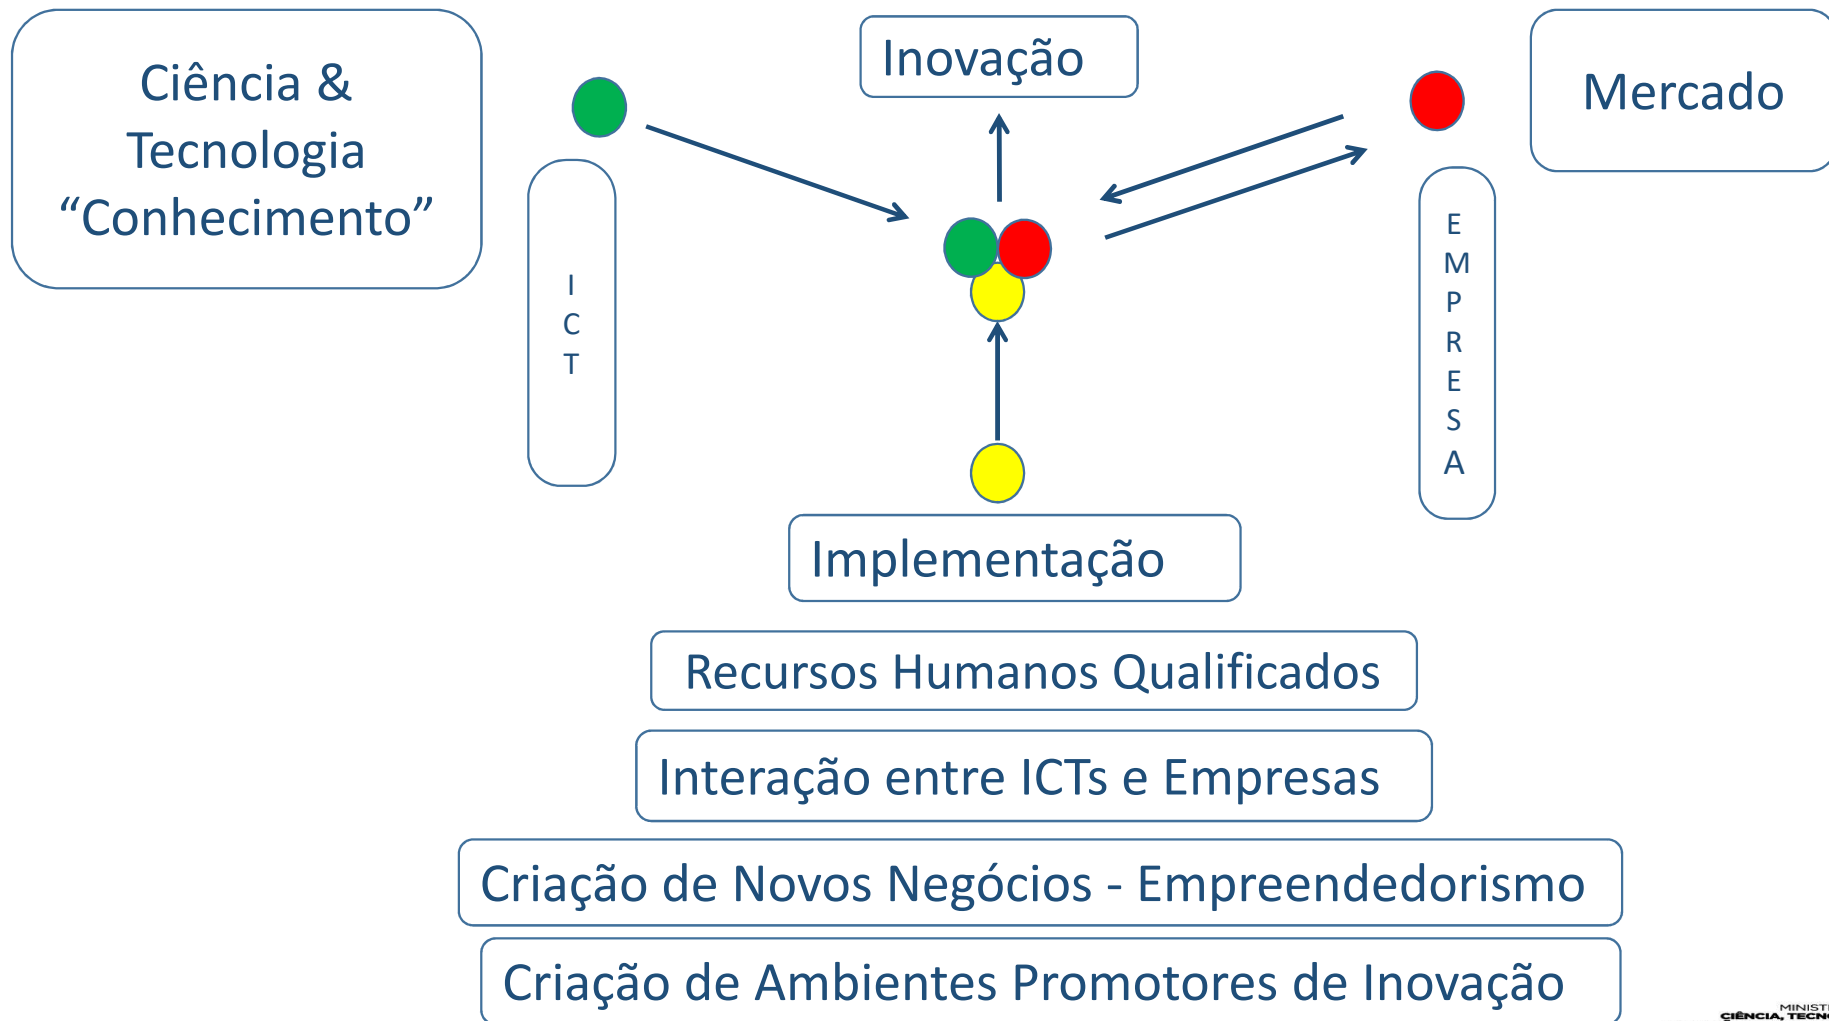 Ciência &
Tecnologia
“Conhecimento”
Inovação
Mercado
I
C
T
E
M
P
R
E
S
A
Implementação
Recursos Humanos Qualificados
Interação entre ICTs e Empresas
Criação de Novos Negócios - Empreendedorismo
Criação de Ambientes Promotores de Inovação
CIÊNCIA,